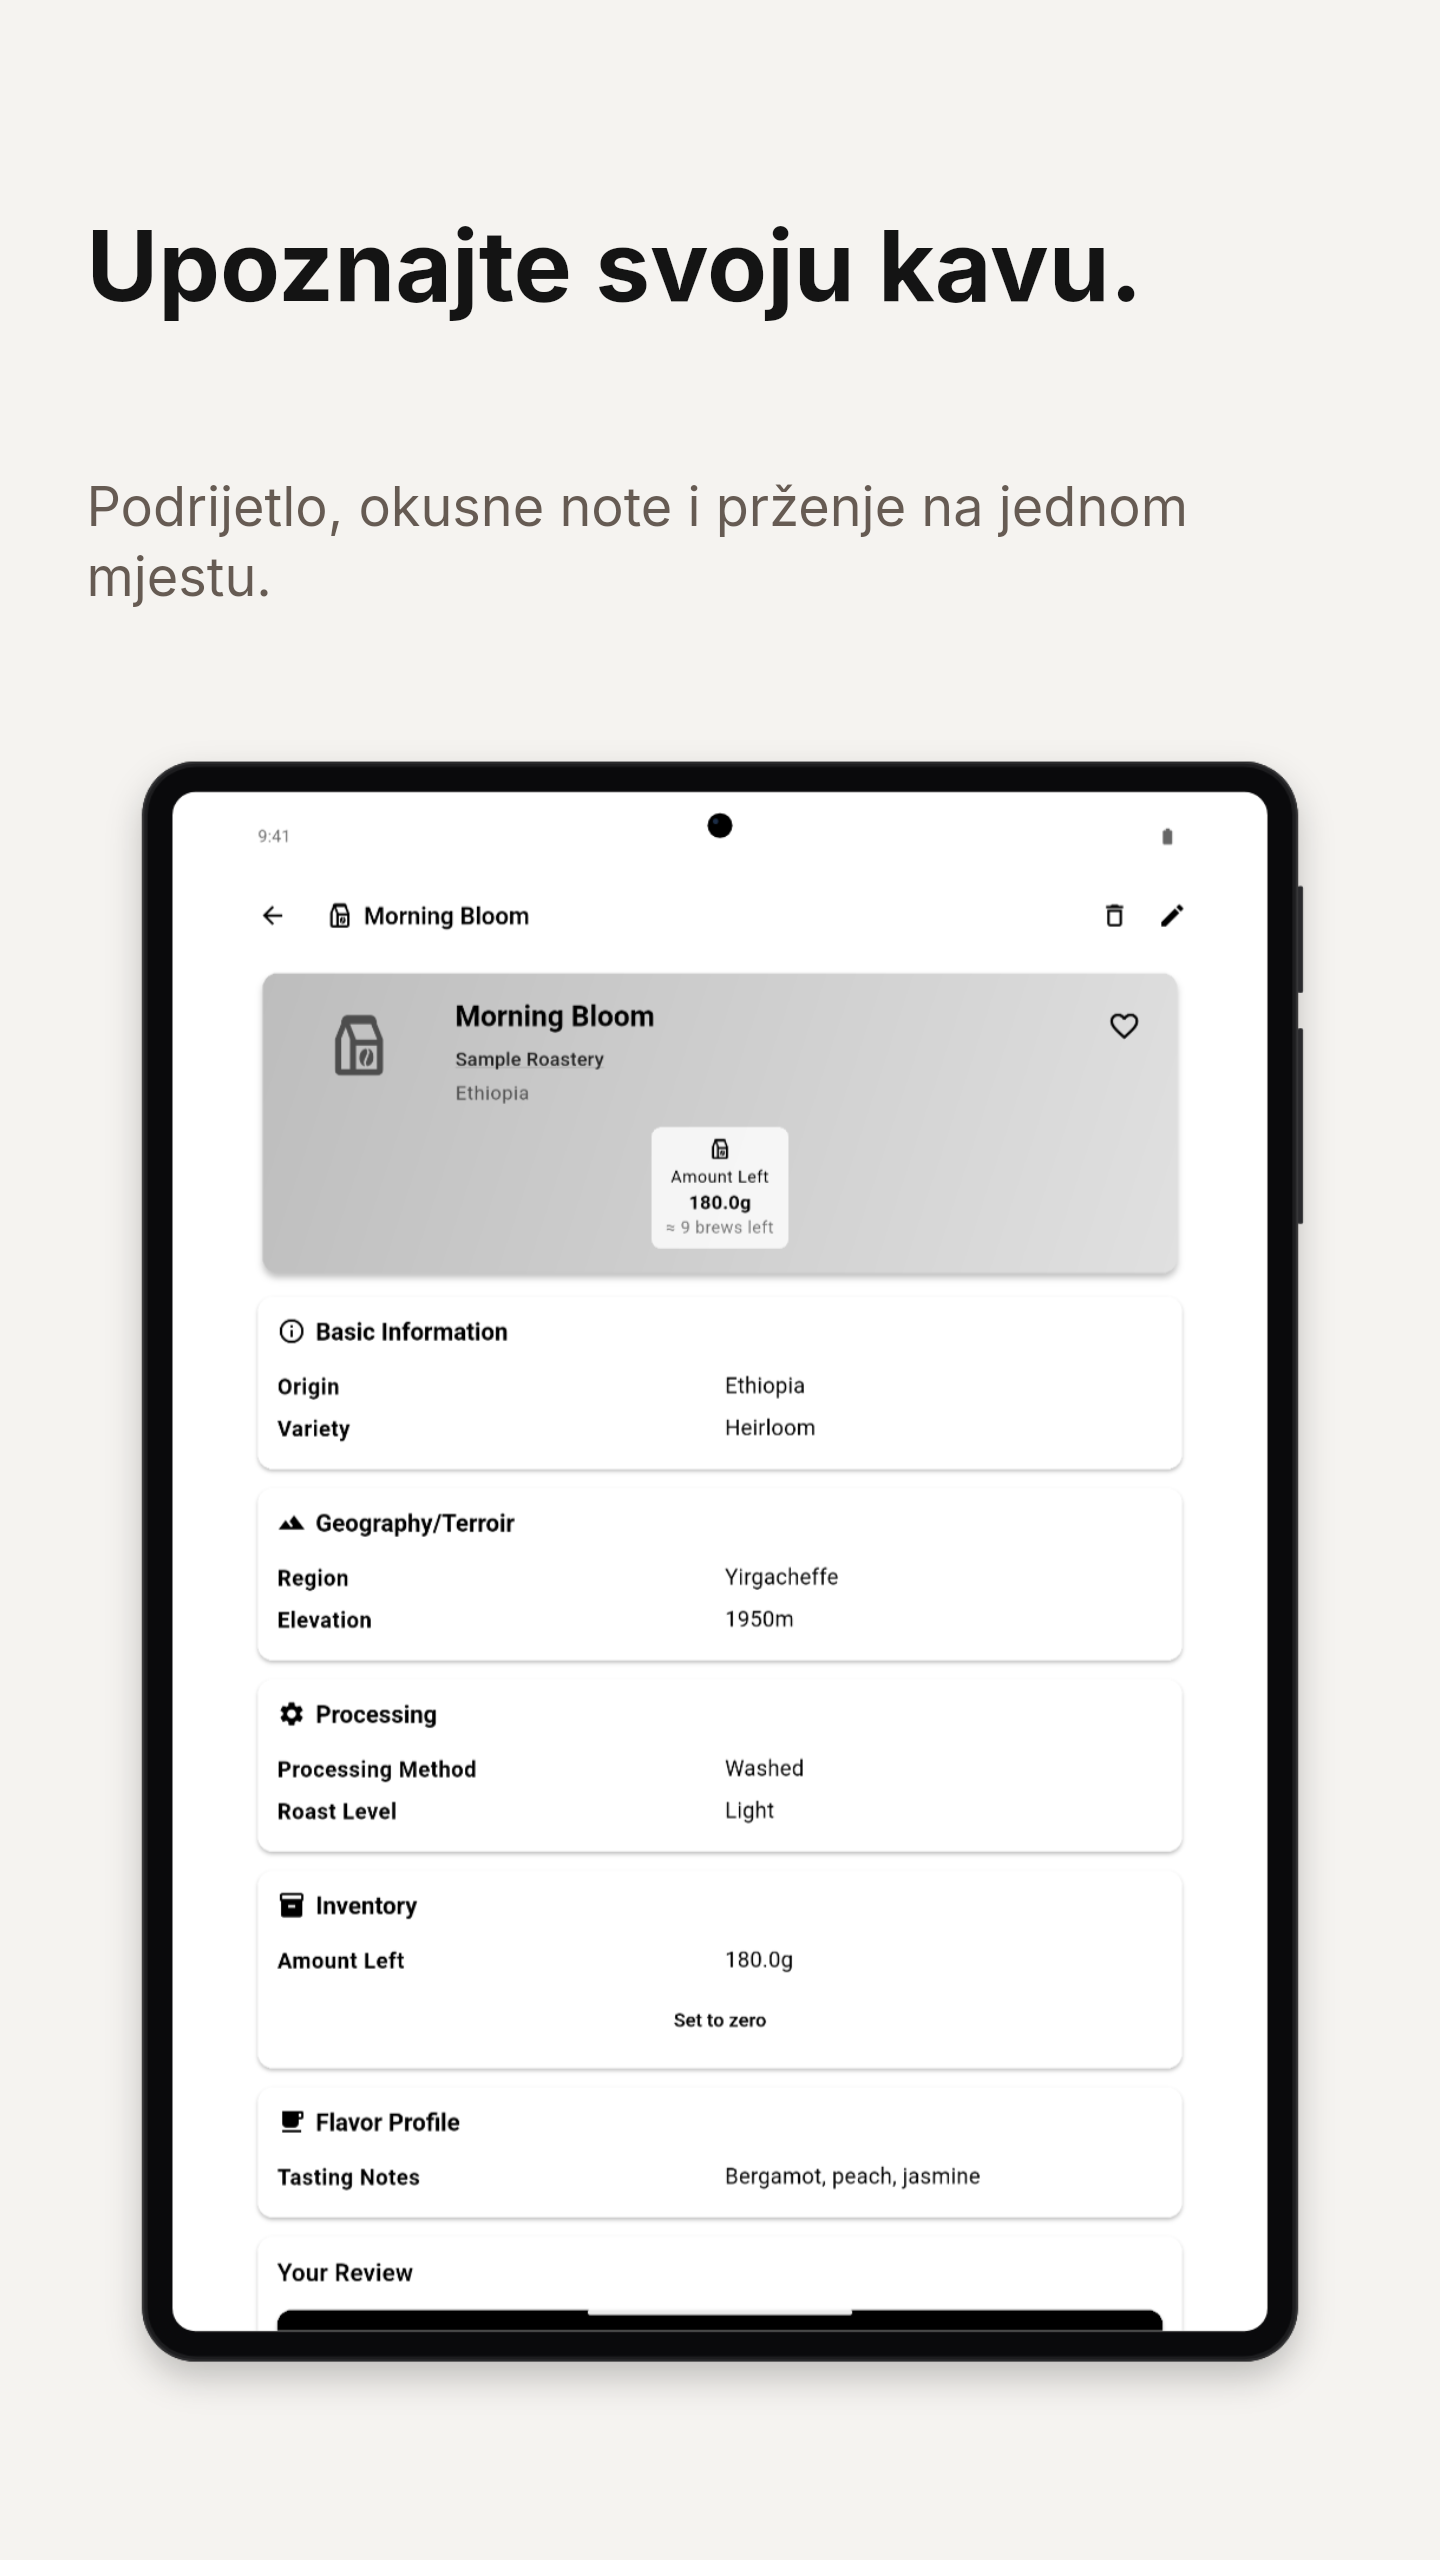 Upoznajte svoju kavu.
Podrijetlo, okusne note i prženje na jednom
mjestu.
9:41
Morning Bloom
Morning Bloom
Sample Roastery
Ethiopia
Amount Left
180.0g
≈ 9 brews left
Basic Information
Origin Ethiopia
Variety Heirloom
Geography/Terroir
Region Yirgacheffe
Elevation 1950m
Processing
Processing Method Washed
Roast Level Light
Inventory
Amount Left 180.0g
Set to zero
Flavor Profile
Tasting Notes Bergamot, peach, jasmine
Your Review